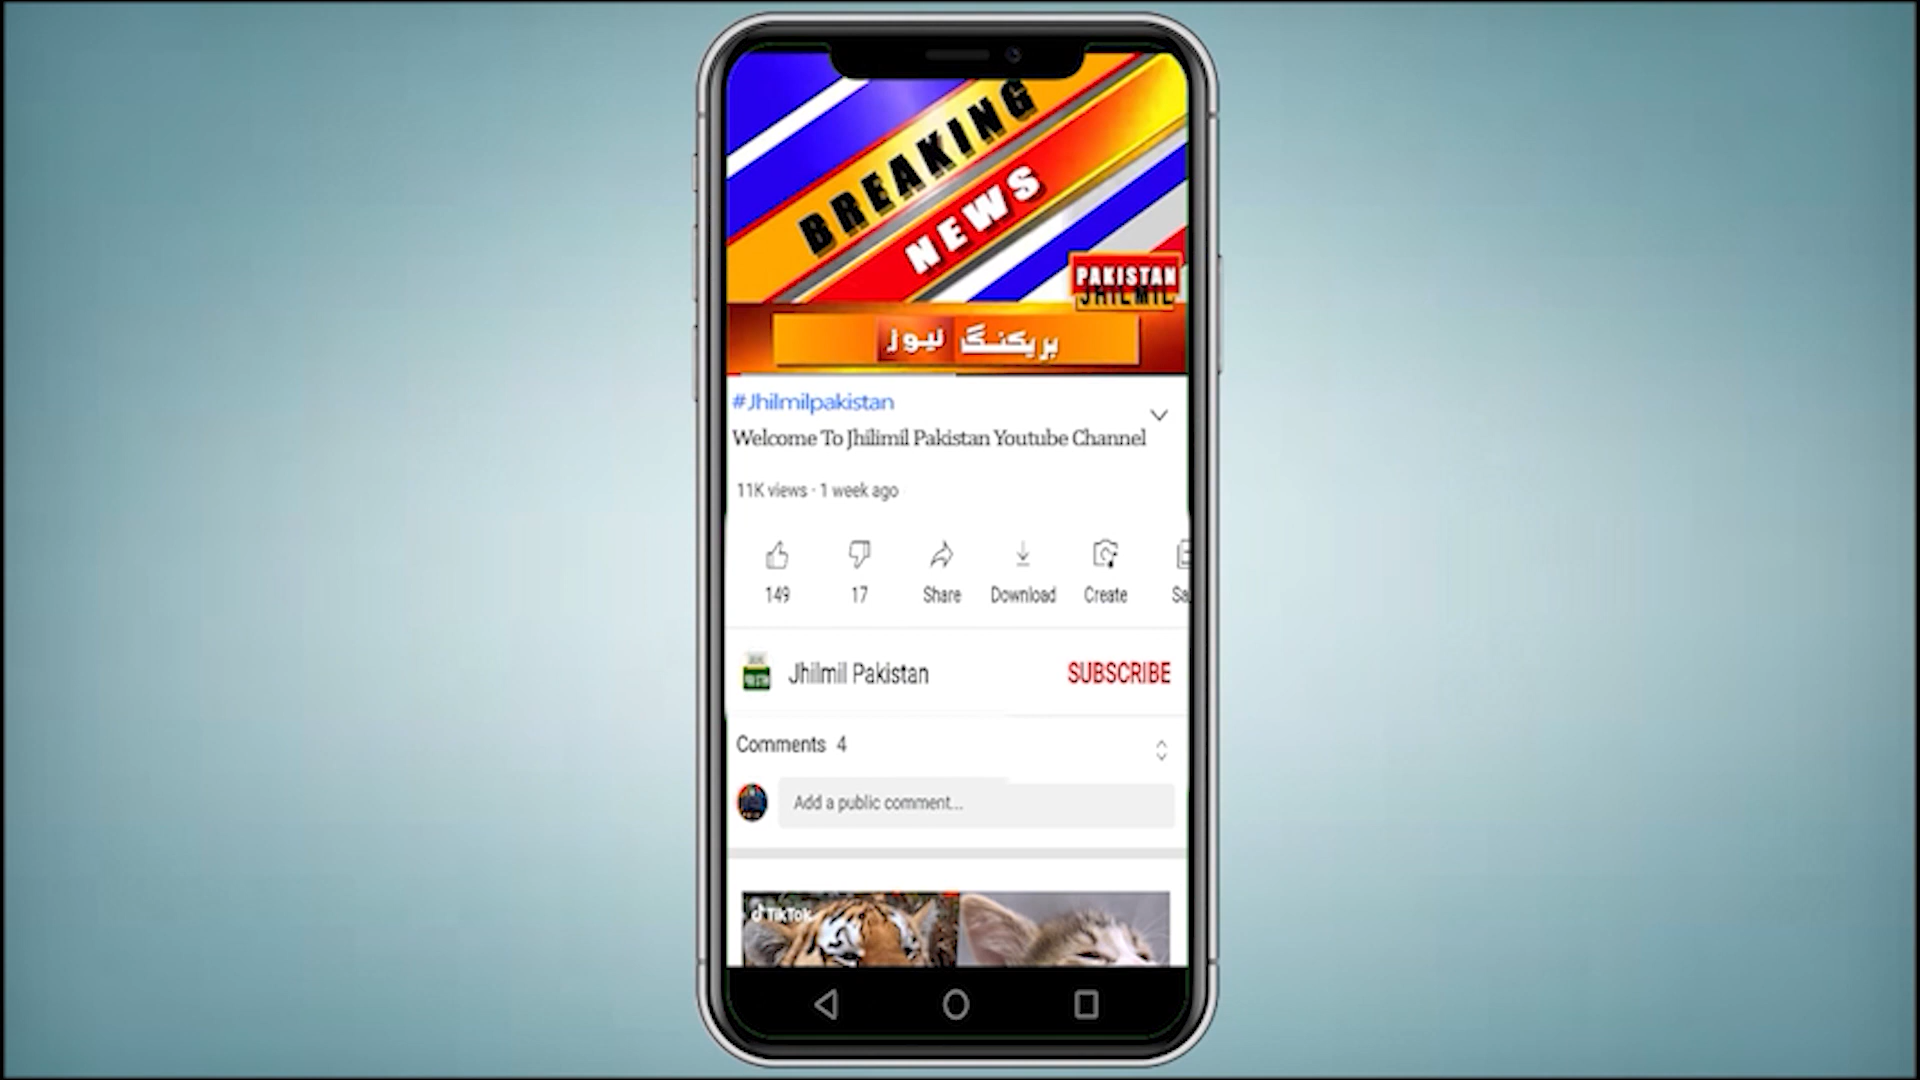 BREAKING
NEWS
PAKISTAN
JHILMIL
بریکنگ نیوز
#Jhilmilpakistan
Welcome To Jhilimil Pakistan Youtube Channel
11K views · 1 week ago
149
17
Share
Download
Create
Sa
Jhilmil Pakistan
SUBSCRIBE
Comments 4
Add a public comment...
TikTok